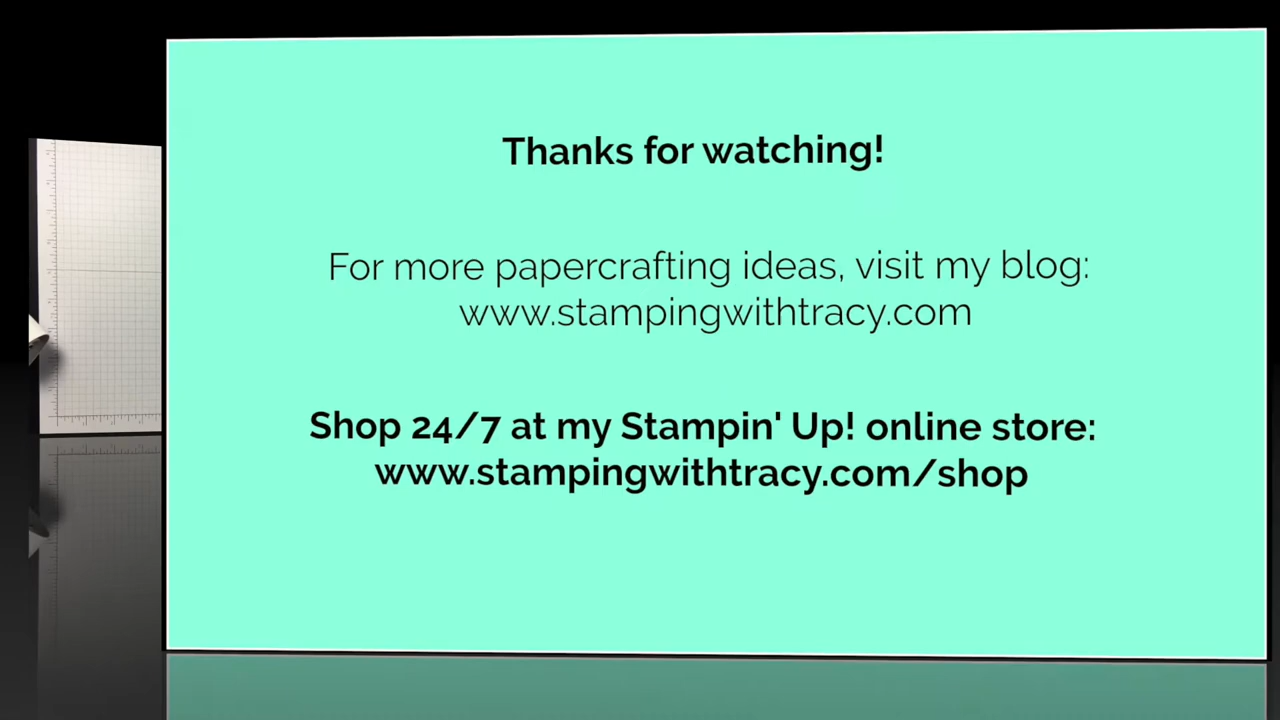 Thanks for watching!
For more papercrafting ideas, visit my blog:
www.stampingwithtracy.com
Shop 24/7 at my Stampin' Up! online store:
www.stampingwithtracy.com/shop